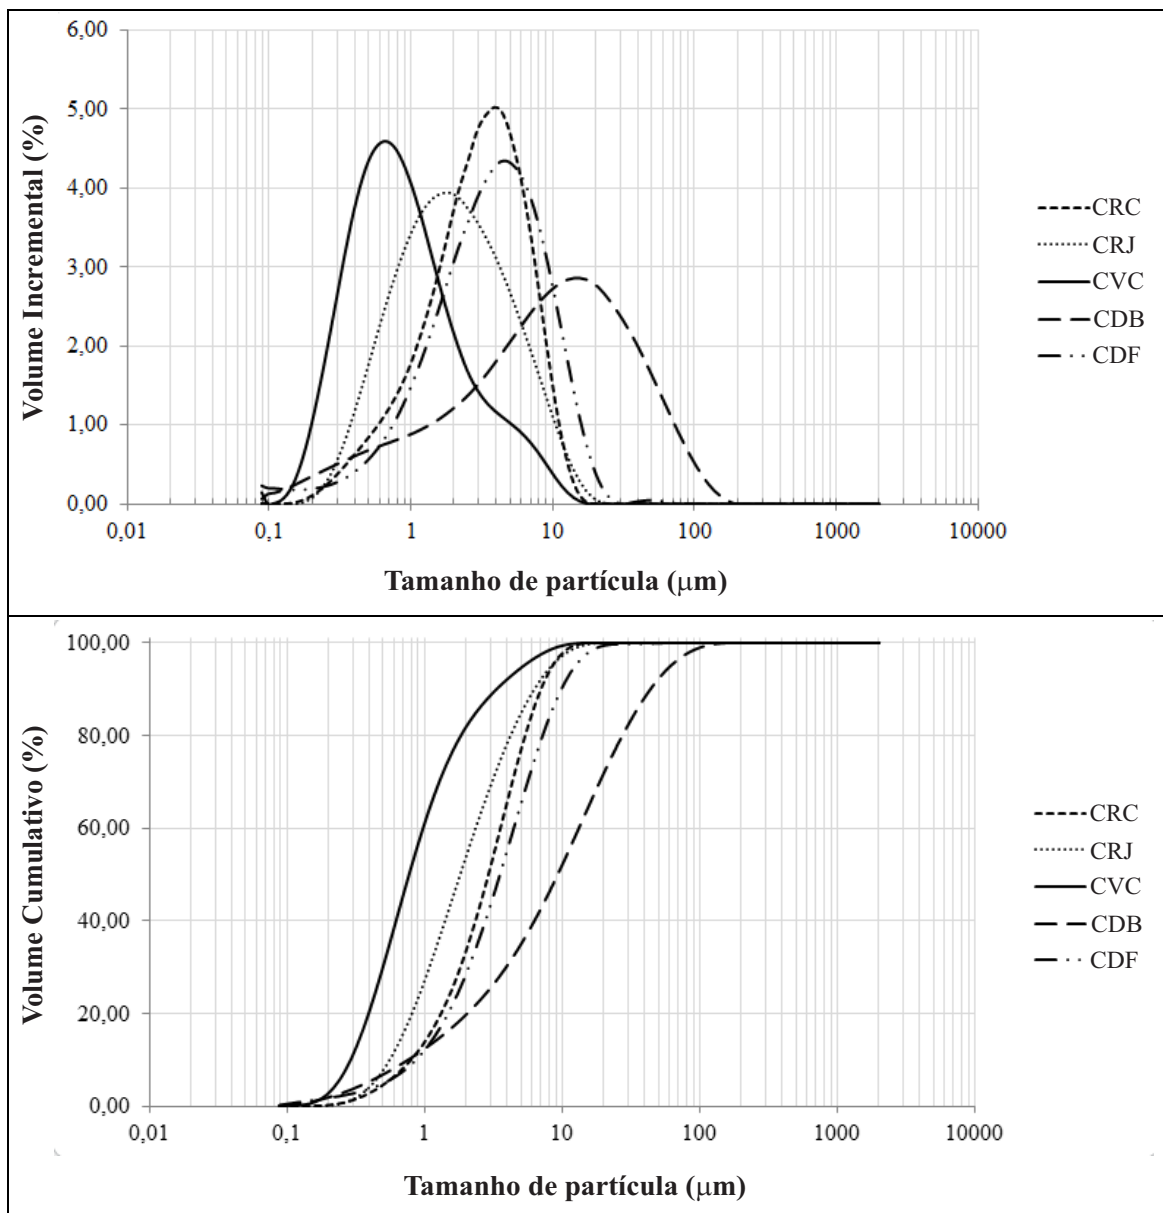 6,00
5,00
4,00
3,00
2,00
1,00
0,00
Volume Incremental (%)
0,01 0,1 1 10 100 1000 10000
Tamanho de partícula (μm)
CRC
CRJ
CVC
CDB
CDF
100,00
80,00
60,00
40,00
20,00
0,00
Volume Cumulativo (%)
0,01 0,1 1 10 100 1000 10000
Tamanho de partícula (μm)
CRC
CRJ
CVC
CDB
CDF